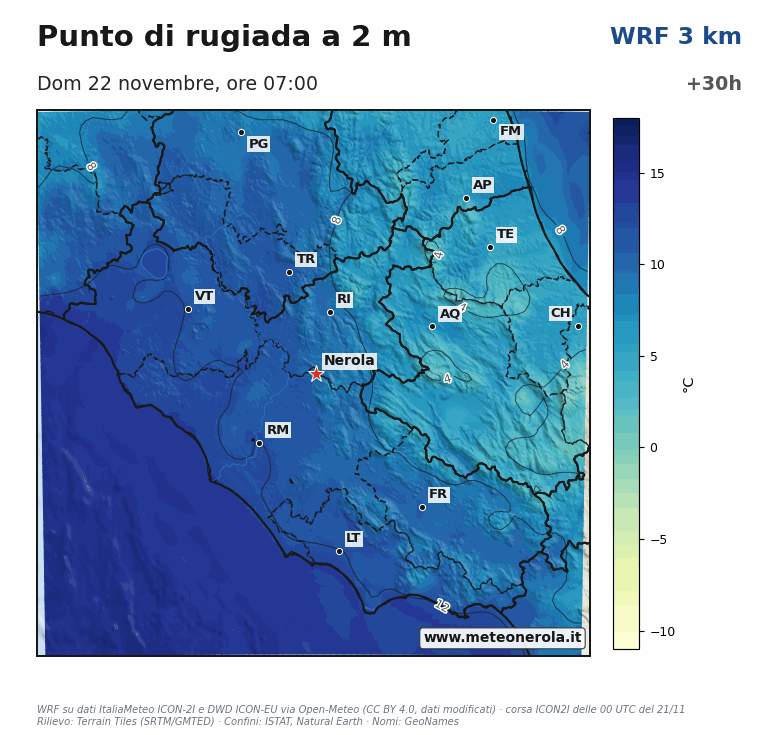 Punto di rugiada a 2 m
WRF 3 km
Dom 22 novembre, ore 07:00
+30h
FM
PG
8
AP
8
TE
8
4
TR
VT
RI
4
AQ
CH
Nerola
4
4
RM
FR
LT
12
www.meteonerola.it
15
10
5
0
−5
−10
°C
WRF su dati ItaliaMeteo ICON-2I e DWD ICON-EU via Open-Meteo (CC BY 4.0, dati modificati) · corsa ICON2I delle 00 UTC del 21/11
Rilievo: Terrain Tiles (SRTM/GMTED) · Confini: ISTAT, Natural Earth · Nomi: GeoNames